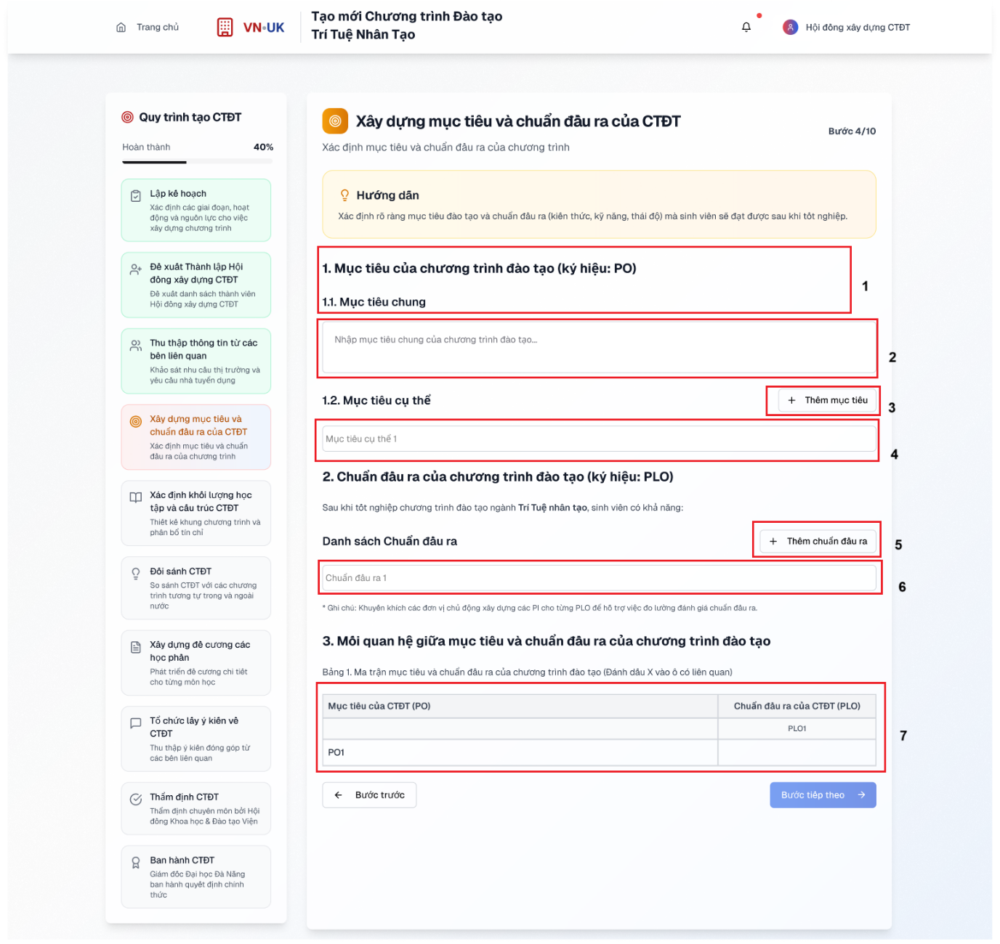 Trang chủ
VN-UK
Tạo mới Chương trình Đào tạo
Trí Tuệ Nhân Tạo
Hội đồng xây dựng CTĐT
Quy trình tạo CTĐT
Hoàn thành
40%
Lập kế hoạch
Xác định các giai đoạn, hoạt
động và nguồn lực cho việc
xây dựng chương trình
Đề xuất Thành lập Hội
đồng xây dựng CTĐT
Đề xuất danh sách thành viên
Hội đồng xây dựng CTĐT
Thu thập thông tin từ các
bên liên quan
Khảo sát nhu cầu thị trường và
yêu cầu nhà tuyển dụng
Xây dựng mục tiêu và
chuẩn đầu ra của CTĐT
Xác định mục tiêu và chuẩn
đầu ra của chương trình
Xác định khối lượng học
tập và cấu trúc CTĐT
Thiết kế khung chương trình và
phân bổ tín chỉ
Đối sánh CTĐT
So sánh CTĐT với các chương
trình tương tự trong và ngoài
nước
Xây dựng đề cương các
học phần
Phát triển đề cương chi tiết
cho từng môn học
Tổ chức lấy ý kiến về
CTĐT
Thu thập ý kiến đóng góp từ
các bên liên quan
Thẩm định CTĐT
Thẩm định chuyên môn bởi Hội
đồng Khoa học & Đào tạo Viện
Ban hành CTĐT
Giám đốc Đại học Đà Nẵng
ban hành quyết định chính
thức
Xây dựng mục tiêu và chuẩn đầu ra của CTĐT
Bước 4/10
Xác định mục tiêu và chuẩn đầu ra của chương trình
Hướng dẫn
Xác định rõ ràng mục tiêu đào tạo và chuẩn đầu ra (kiến thức, kỹ năng, thái độ) mà sinh viên sẽ đạt được sau khi tốt nghiệp.
1. Mục tiêu của chương trình đào tạo (ký hiệu: PO)
1
1.1. Mục tiêu chung
Nhập mục tiêu chung của chương trình đào tạo...
2
1.2. Mục tiêu cụ thể
+ Thêm mục tiêu
3
Mục tiêu cụ thể 1
4
2. Chuẩn đầu ra của chương trình đào tạo (ký hiệu: PLO)
Sau khi tốt nghiệp chương trình đào tạo ngành Trí Tuệ nhân tạo, sinh viên có khả năng:
Danh sách Chuẩn đầu ra
+ Thêm chuẩn đầu ra
5
Chuẩn đầu ra 1
6
* Ghi chú: Khuyến khích các đơn vị chủ động xây dựng các PI cho từng PLO để hỗ trợ việc đo lường đánh giá chuẩn đầu ra.
3. Mối quan hệ giữa mục tiêu và chuẩn đầu ra của chương trình đào tạo
Bảng 1. Ma trận mục tiêu và chuẩn đầu ra của chương trình đào tạo (Đánh dấu X vào ô có liên quan)
Mục tiêu của CTĐT (PO)
Chuẩn đầu ra của CTĐT (PLO)
PLO1
7
PO1
Bước trước
Bước tiếp theo